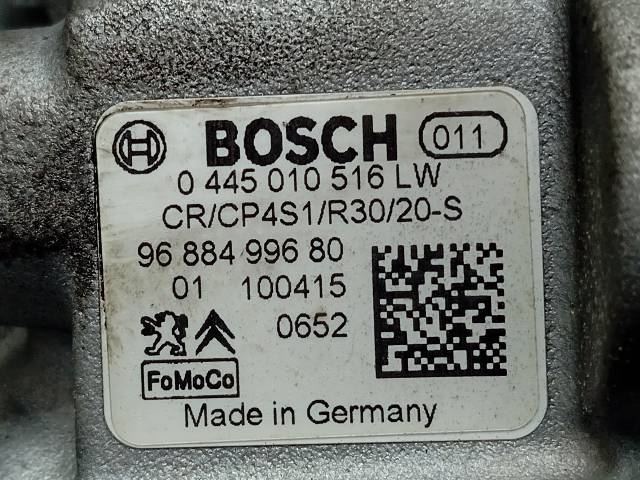 BOSCH 011
0 445 010 516 LW
CR/CP4S1/R30/20-S
96 884 996 80
01 100415
0652
FoMoCo
Made in Germany